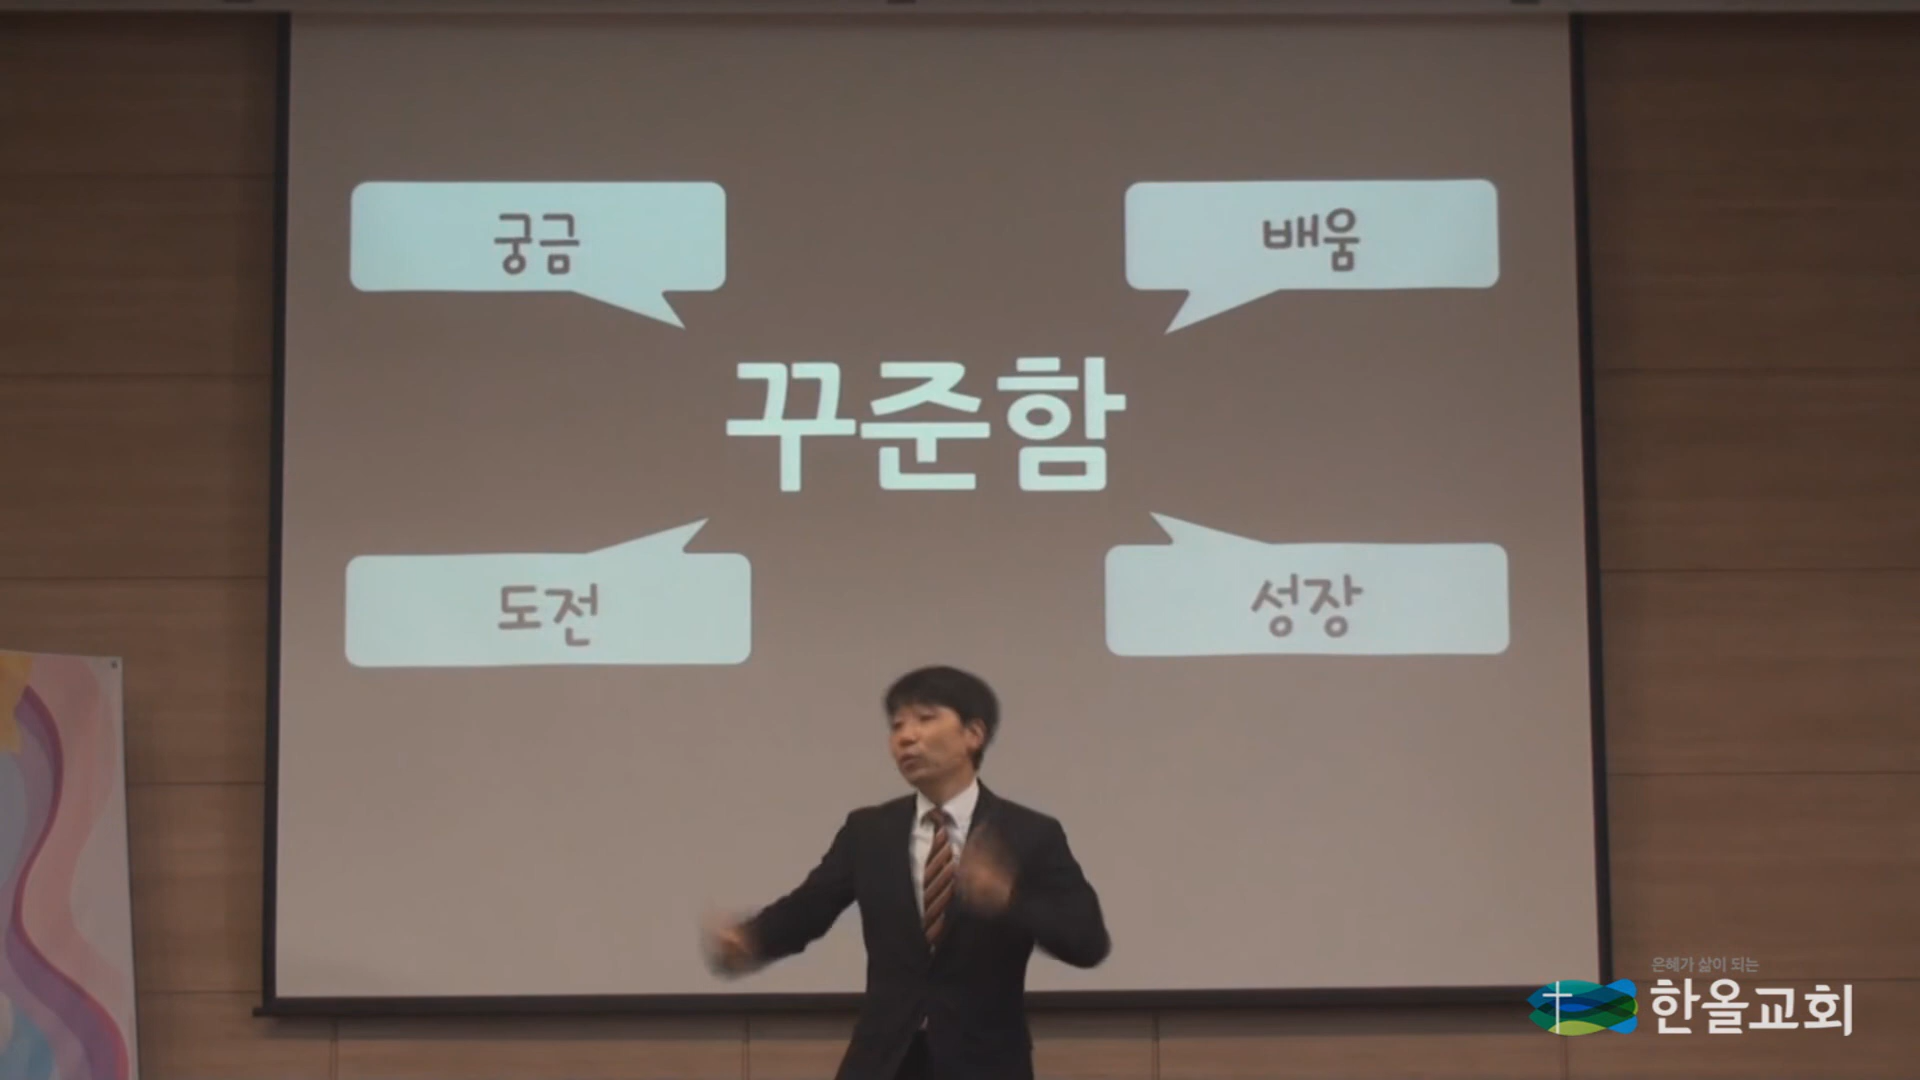 궁금
배움
꾸준함
도전
성장
은혜가 삶이 되는
한올교회